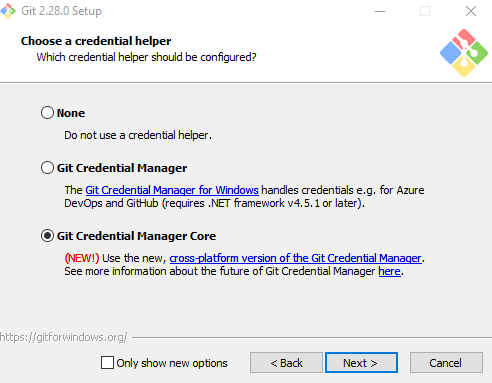 Git 2.28.0 Setup
Choose a credential helper
Which credential helper should be configured?
None
Do not use a credential helper.
Git Credential Manager
The Git Credential Manager for Windows handles credentials e.g. for Azure
DevOps and GitHub (requires .NET framework v4.5.1 or later).
Git Credential Manager Core
(NEW!) Use the new, cross-platform version of the Git Credential Manager.
See more information about the future of Git Credential Manager here.
https://gitforwindows.org/
Only show new options
< Back
Next >
Cancel